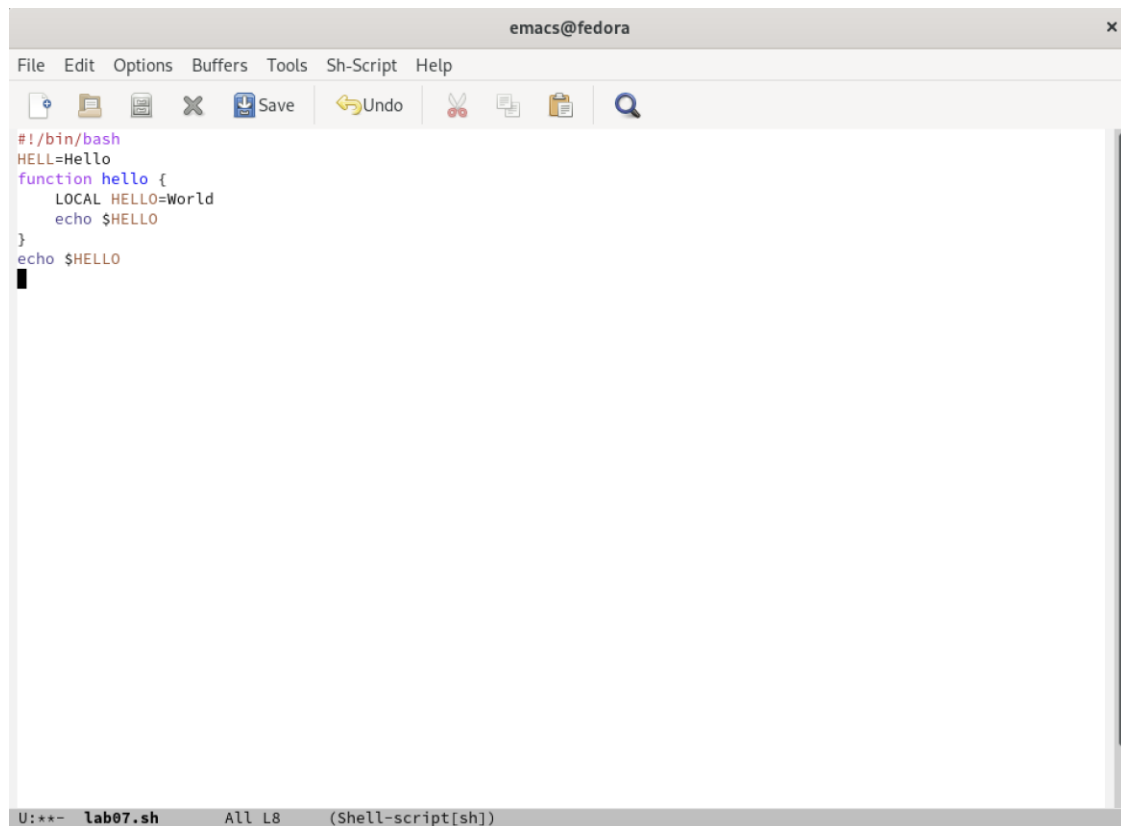 emacs@fedora ×
File Edit Options Buffers Tools Sh-Script Help
Save Undo
#!/bin/bash
HELL=Hello
function hello {
    LOCAL HELLO=World
    echo $HELLO
}
echo $HELLO
U:**- lab07.sh All L8 (Shell-script[sh])